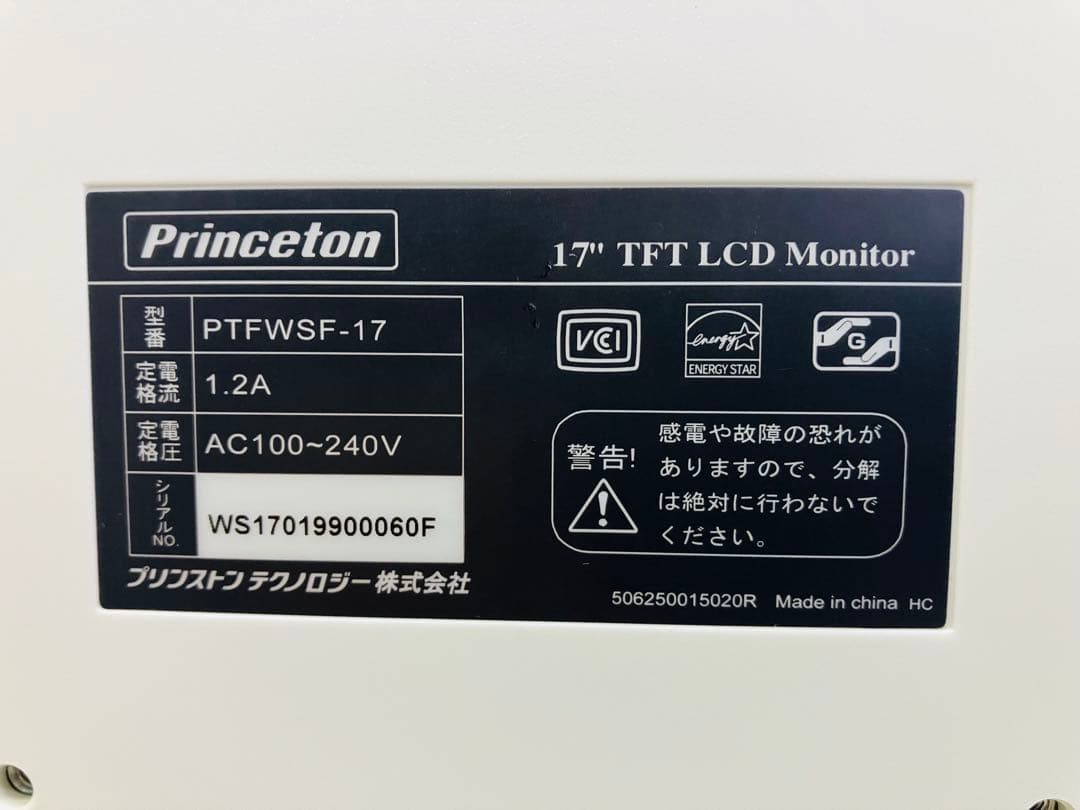 Princeton
17" TFT LCD Monitor
型番 PTFWSF-17
定格電流 1.2A
定格電圧 AC100~240V
シリアルNO. WS17019900060F
プリンストンテクノロジー株式会社
VCCI
energy
ENERGY STAR
G
警告!
感電や故障の恐れが
ありますので、分解
は絶対に行わないで
ください。
506250015020R Made in china HC